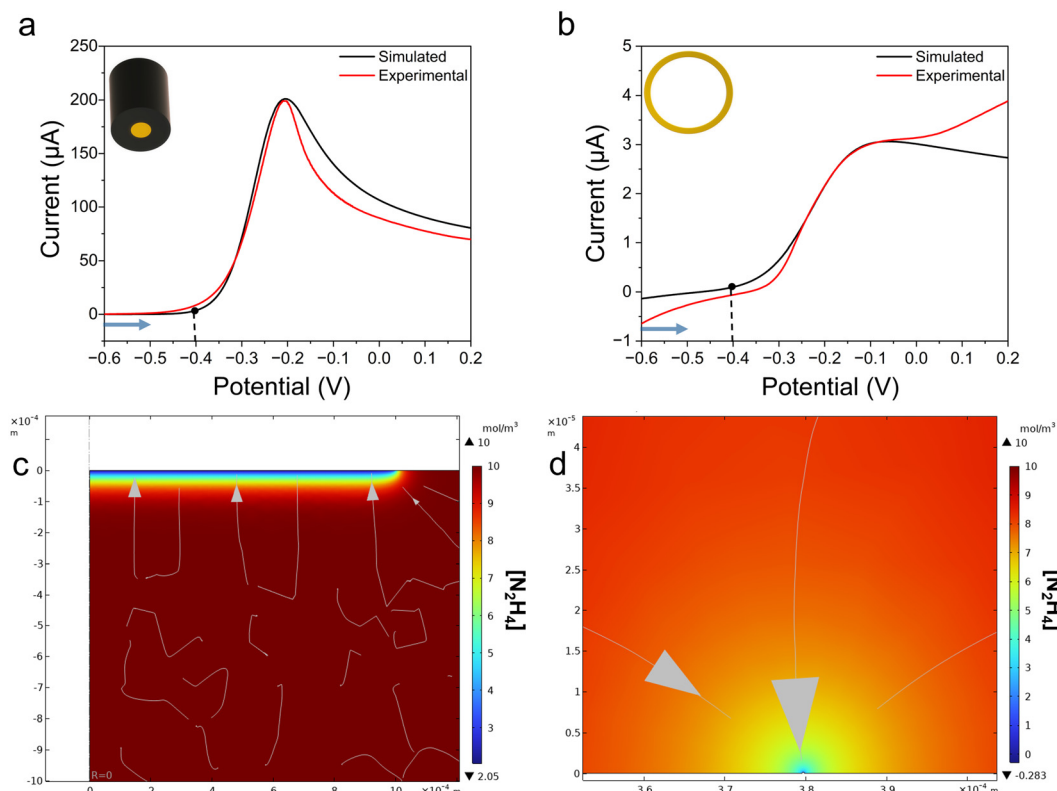 a
250
200
150
100
50
0
Current (µA)
Simulated
Experimental
−0.6 −0.5 −0.4 −0.3 −0.2 −0.1 0.0 0.1 0.2
Potential (V)
b
5
4
3
2
1
0
−1
Current (µA)
Simulated
Experimental
−0.6 −0.5 −0.4 −0.3 −0.2 −0.1 0.0 0.1 0.2
Potential (V)
×10⁻⁴
m
c
0
-1
-2
-3
-4
-5
-6
-7
-8
-9
-10
R=0
0 2 4 6 8 10 ×10⁻⁴ m
mol/m³
▲ 10
10
9
8
7
6
5
4
3
▼ 2.05
[N₂H₄]
×10⁻⁵
m
d
4
3.5
3
2.5
2
1.5
1
0.5
0
3.6 3.7 3.8 3.9 ×10⁻⁴ m
mol/m³
▲ 10
10
9
8
7
6
5
4
3
2
1
0
▼ -0.283
[N₂H₄]